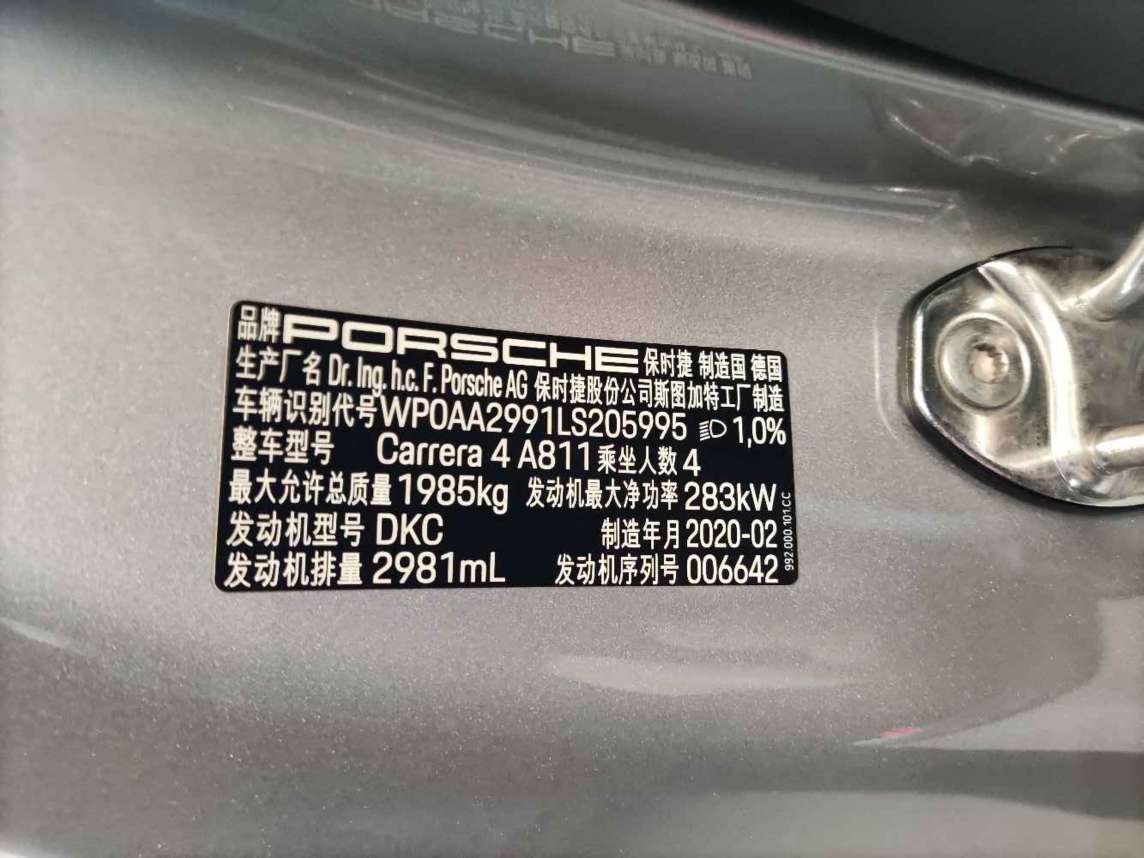 品牌 PORSCHE 保时捷 制造国 德国
生产厂名 Dr. Ing. h.c. F. Porsche AG 保时捷股份公司斯图加特工厂制造
车辆识别代号 WP0AA2991LS205995 1,0%
整车型号 Carrera 4 A811 乘坐人数 4
最大允许总质量 1985kg 发动机最大净功率 283kW
发动机型号 DKC 制造年月 2020-02
发动机排量 2981mL 发动机序列号 006642
992.000.101.CC